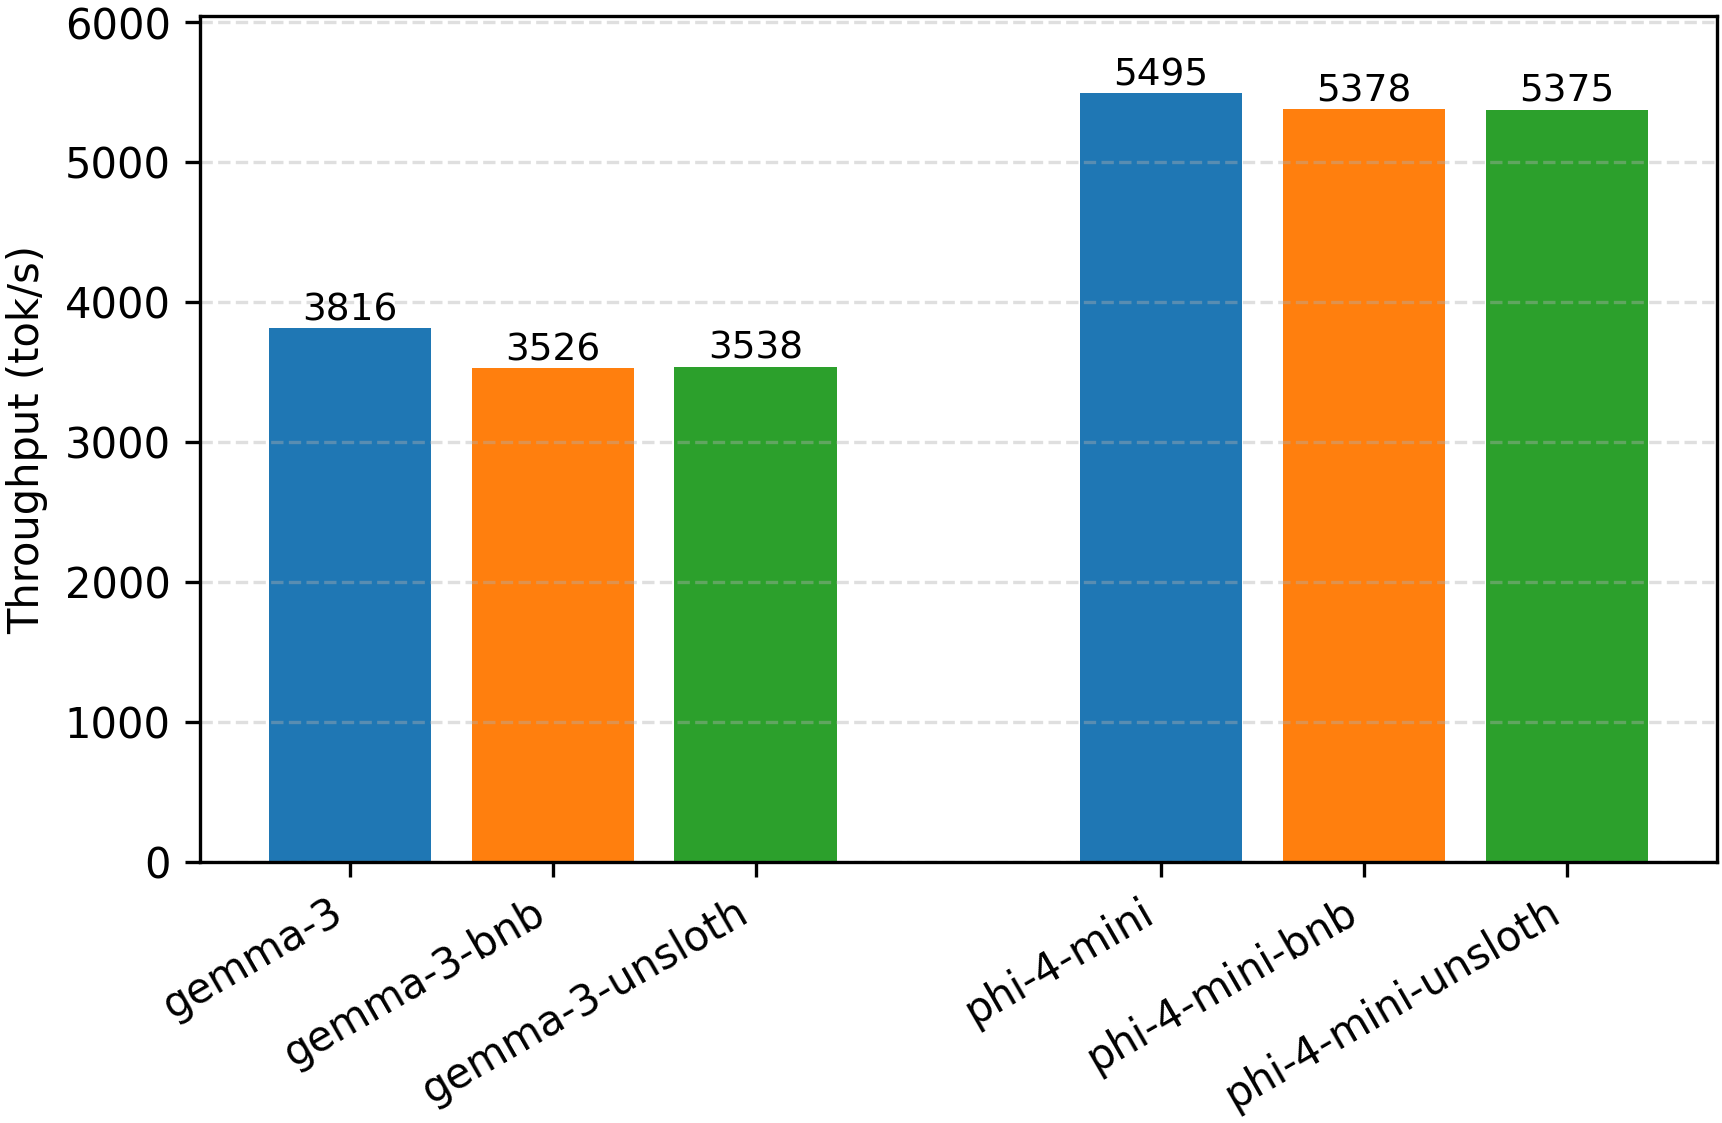 Throughput (tok/s)
6000
5000
4000
3000
2000
1000
0
3816
3526
3538
5495
5378
5375
gemma-3
gemma-3-bnb
gemma-3-unsloth
phi-4-mini
phi-4-mini-bnb
phi-4-mini-unsloth